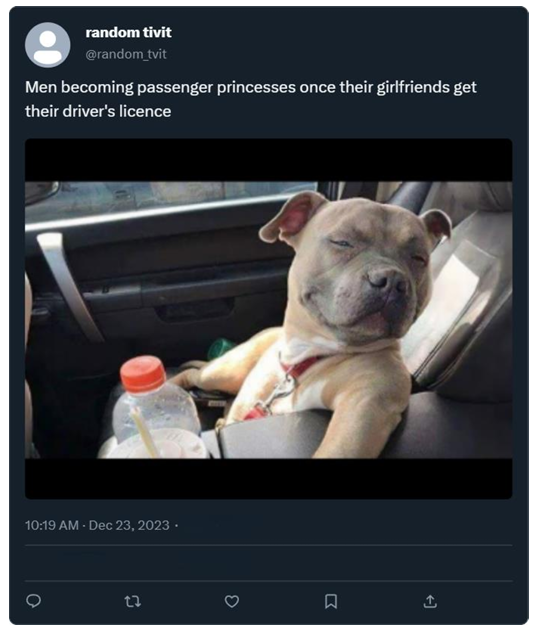 random tivit
@random_tvit
Men becoming passenger princesses once their girlfriends get
their driver's licence
10:19 AM · Dec 23, 2023 ·